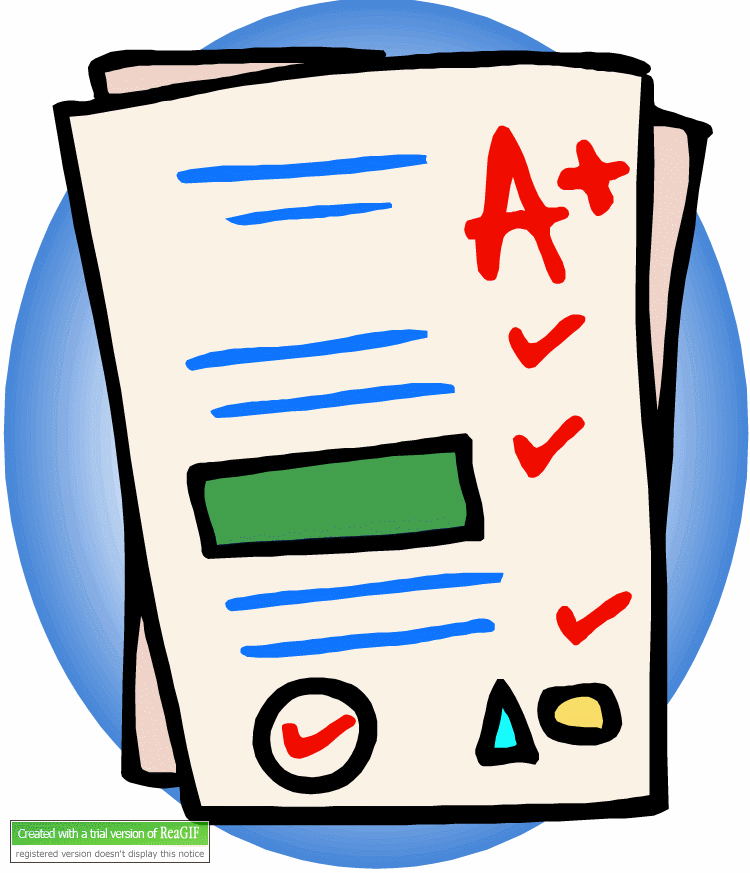 A+
Created with a trial version of ReaGIF
registered version doesn't display this notice